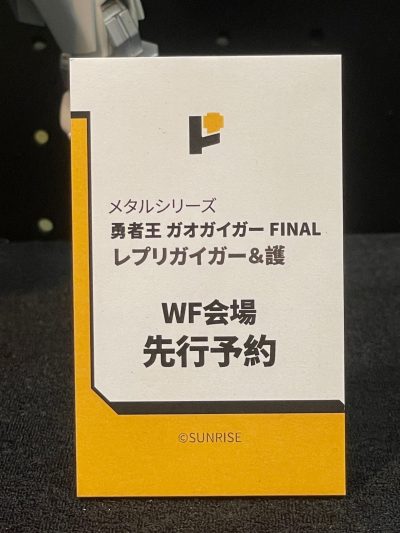 メタルシリーズ
勇者王 ガオガイガー FINAL
レプリガイガー&護
WF会場
先行予約
©SUNRISE